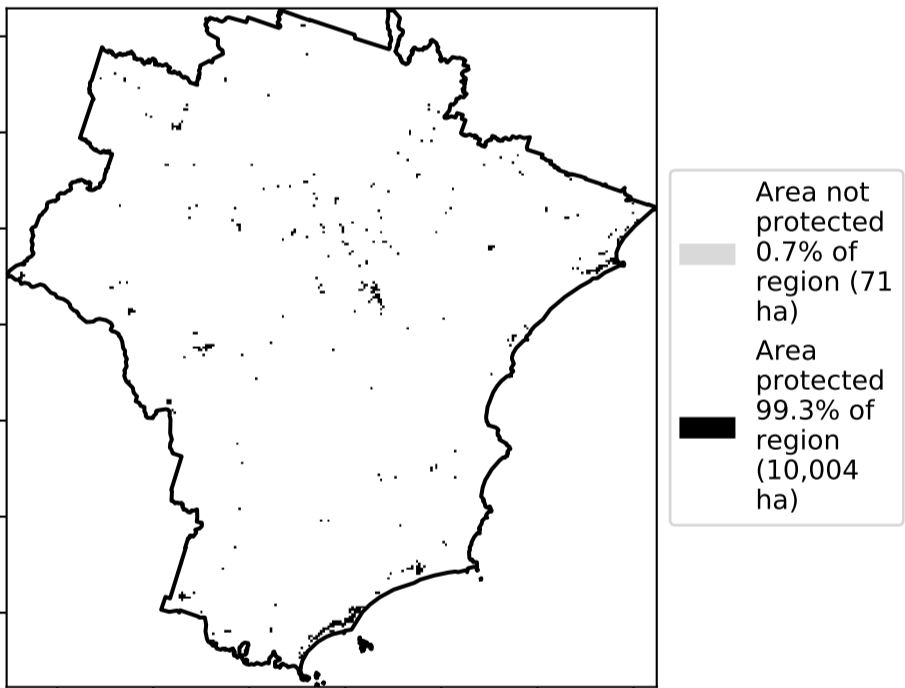 Area not
protected
0.7% of
region (71
ha)
Area
protected
99.3% of
region
(10,004
ha)